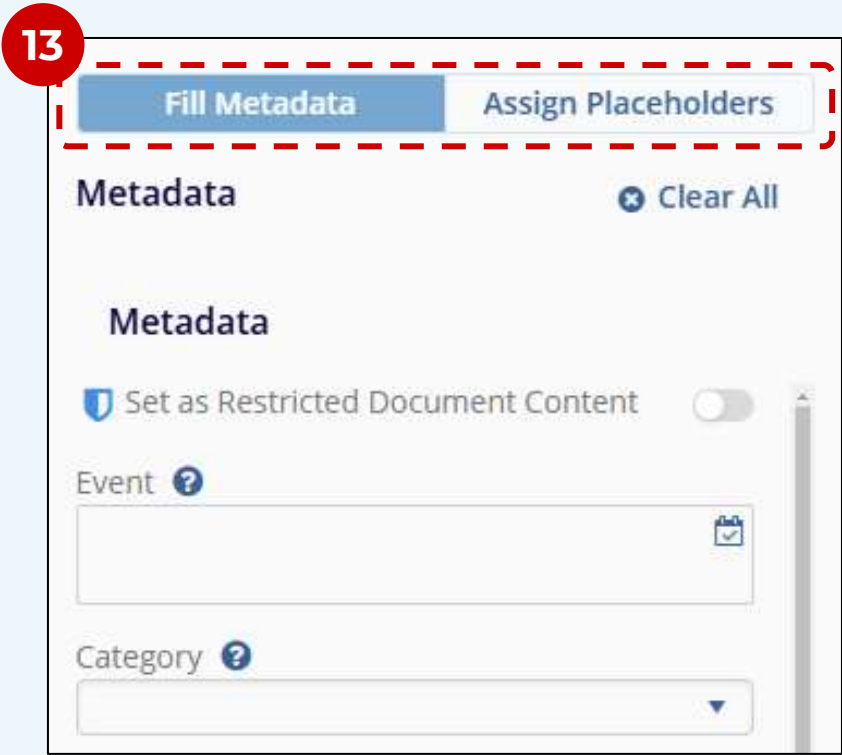 13
Fill Metadata Assign Placeholders
Metadata Clear All
Metadata
Set as Restricted Document Content
Event ?
Category ?